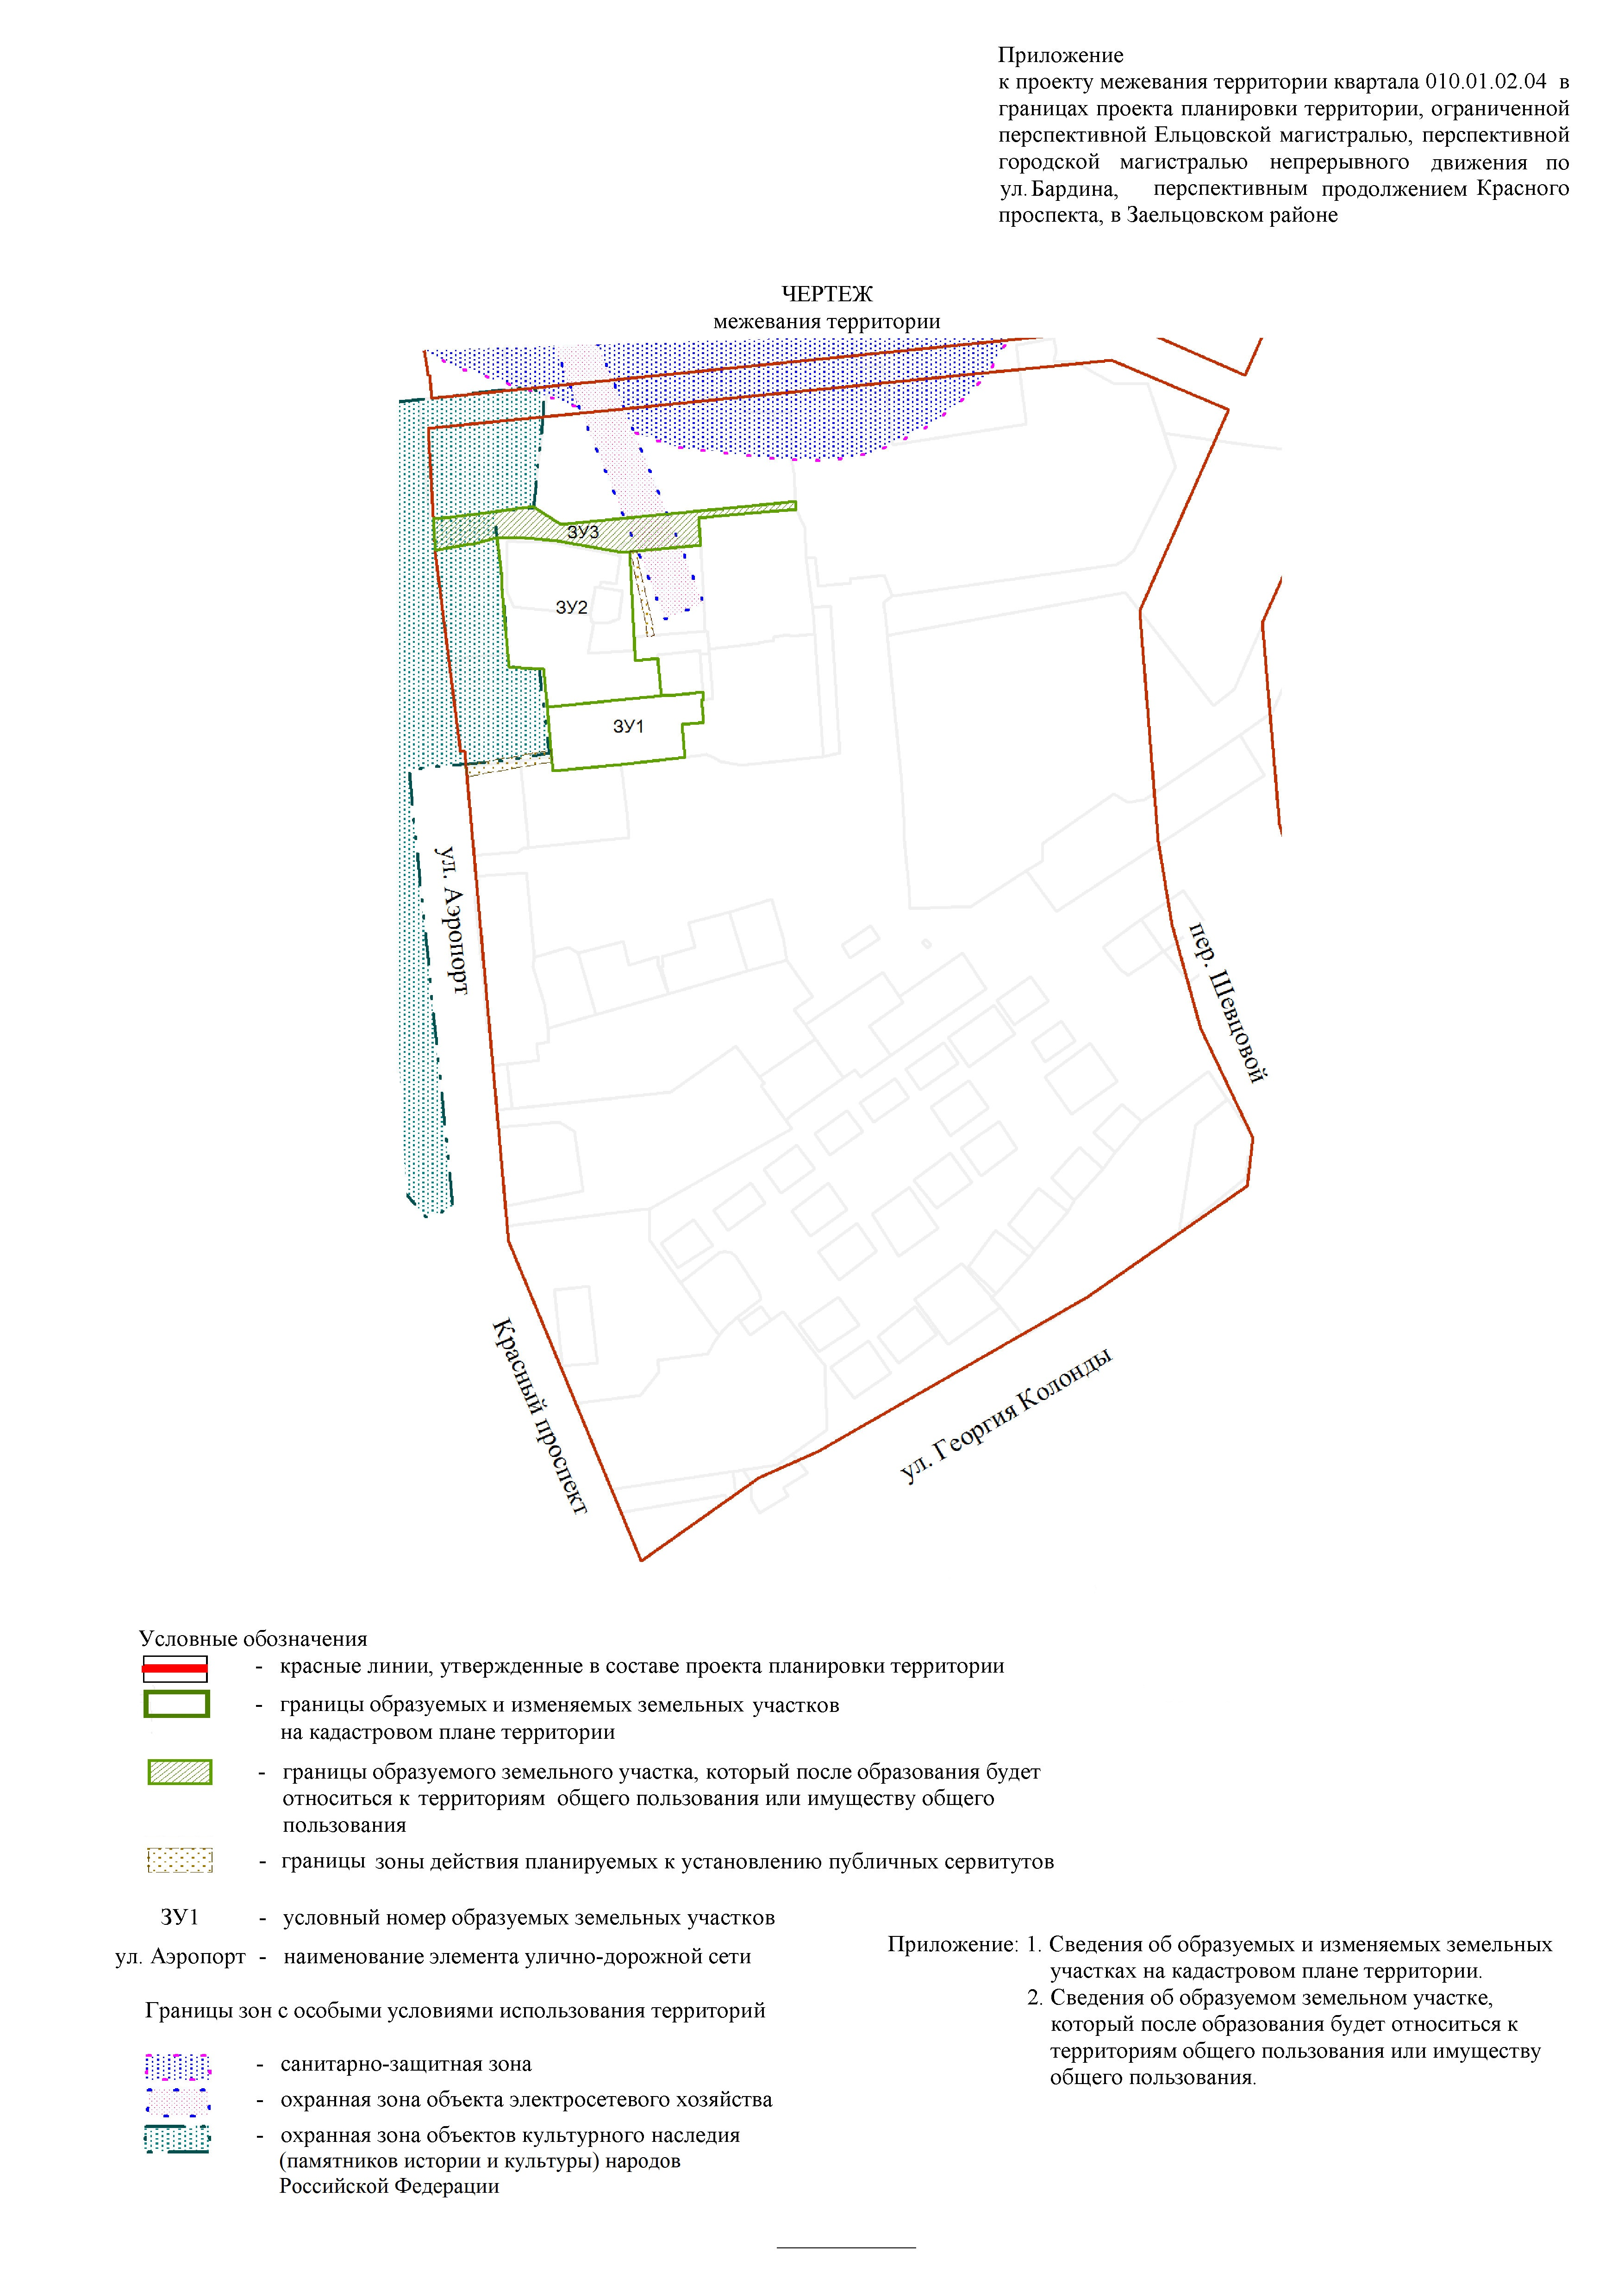 Приложение
к проекту межевания территории квартала 010.01.02.04 в
границах проекта планировки территории, ограниченной
перспективной Ельцовской магистралью, перспективной
городской магистралью непрерывного движения по
ул. Бардина, перспективным продолжением Красного
проспекта, в Заельцовском районе
ЧЕРТЕЖ
межевания территории
ЗУ3
ЗУ2
ЗУ1
ул. Аэропорт
пер. Шевцовой
Красный проспект
ул. Георгия Колонды
Условные обозначения
- красные линии, утвержденные в составе проекта планировки территории
- границы образуемых и изменяемых земельных участков
на кадастровом плане территории
- границы образуемого земельного участка, который после образования будет
относиться к территориям общего пользования или имуществу общего
пользования
- границы зоны действия планируемых к установлению публичных сервитутов
ЗУ1 - условный номер образуемых земельных участков
ул. Аэропорт - наименование элемента улично-дорожной сети
Границы зон с особыми условиями использования территорий
- санитарно-защитная зона
- охранная зона объекта электросетевого хозяйства
- охранная зона объектов культурного наследия
(памятников истории и культуры) народов
Российской Федерации
Приложение: 1. Сведения об образуемых и изменяемых земельных
участках на кадастровом плане территории.
2. Сведения об образуемом земельном участке,
который после образования будет относиться к
территориям общего пользования или имуществу
общего пользования.